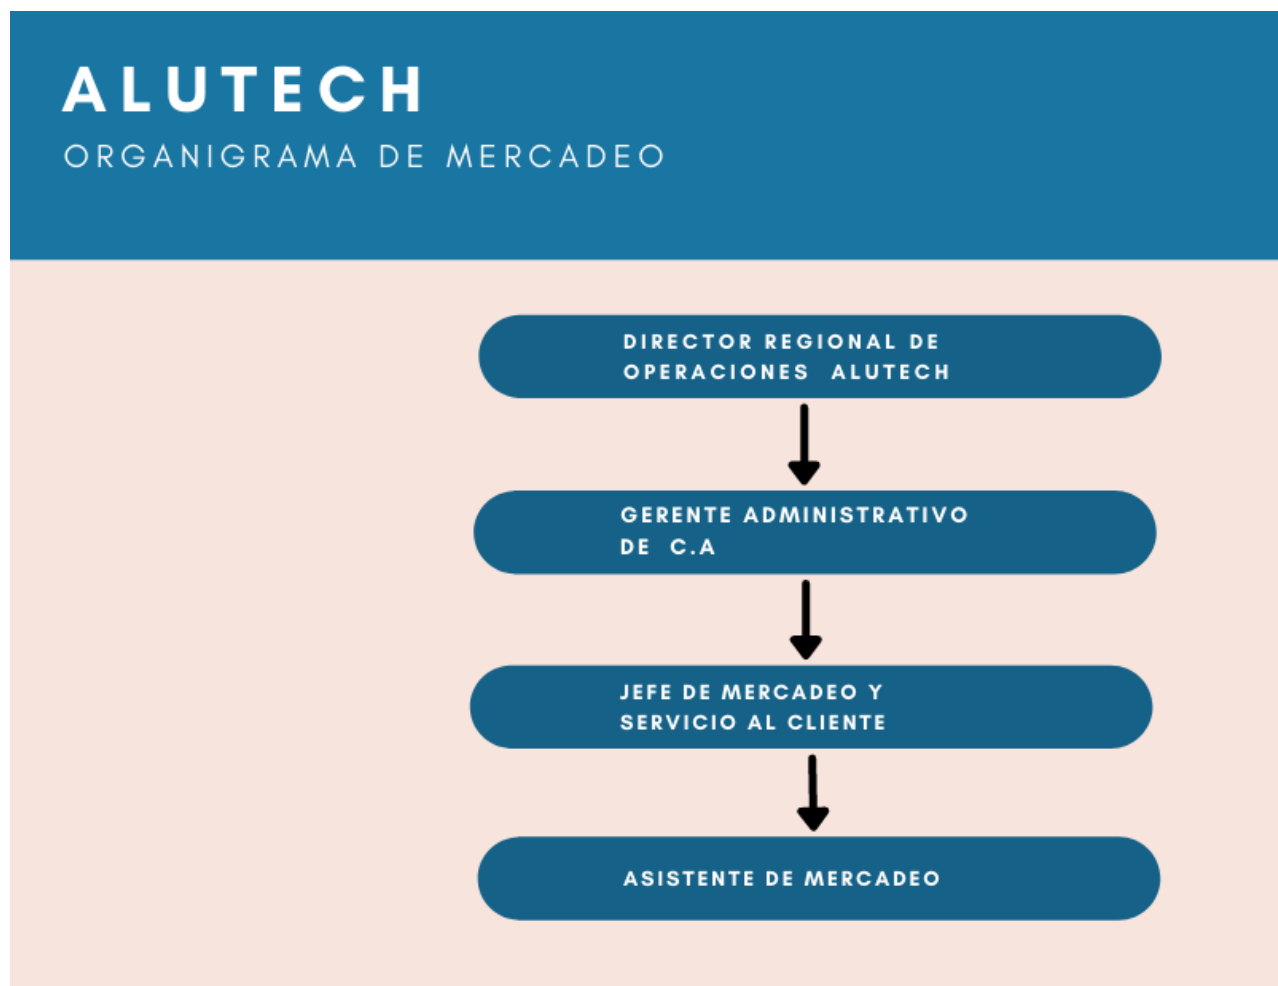 ALUTECH
ORGANIGRAMA DE MERCADEO
DIRECTOR REGIONAL DE
OPERACIONES ALUTECH
GERENTE ADMINISTRATIVO
DE C.A
JEFE DE MERCADEO Y
SERVICIO AL CLIENTE
ASISTENTE DE MERCADEO